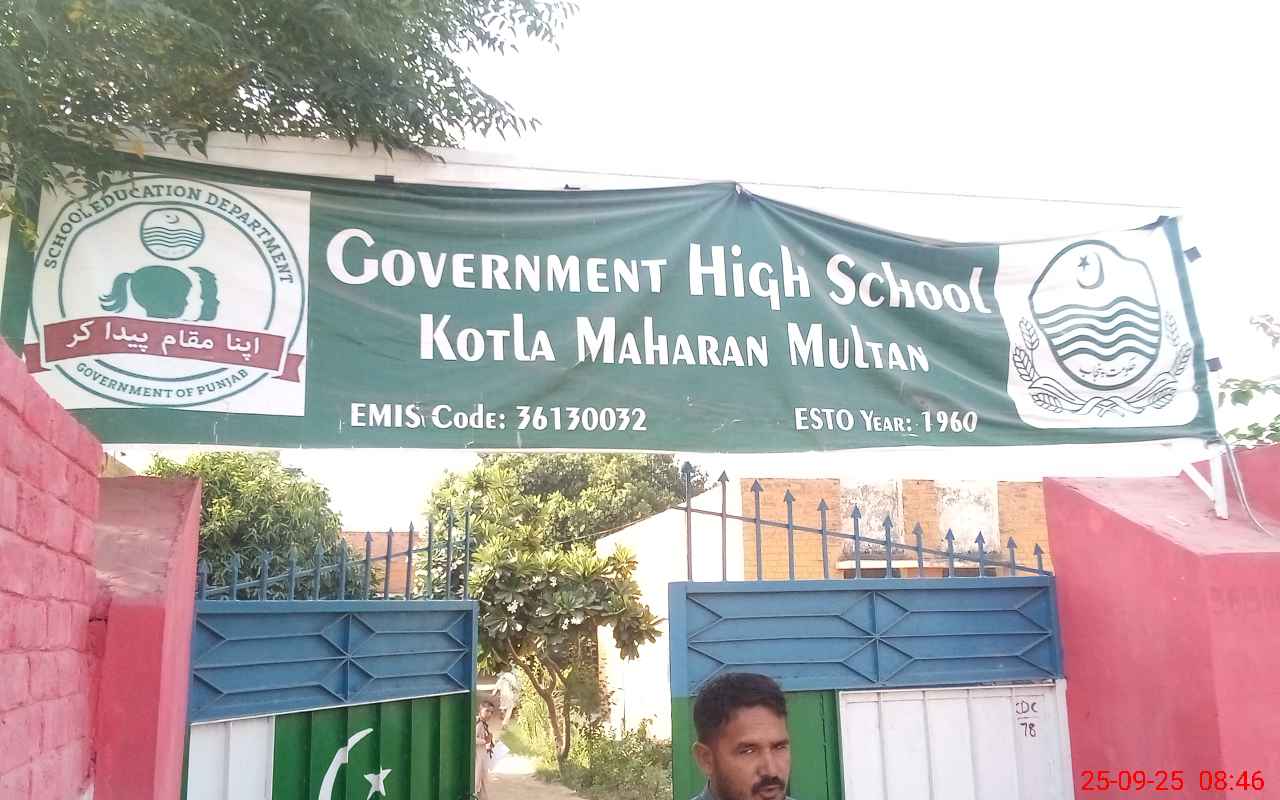 SCHOOL EDUCATION DEPARTMENT
اپنا مقام پیدا کر
GOVERNMENT OF PUNJAB
Government High School
Kotla Maharan Multan
EMIS Code: 36130032
ESTD Year: 1960
حکومت پنجاب
CDC
78
25-09-25 08:46